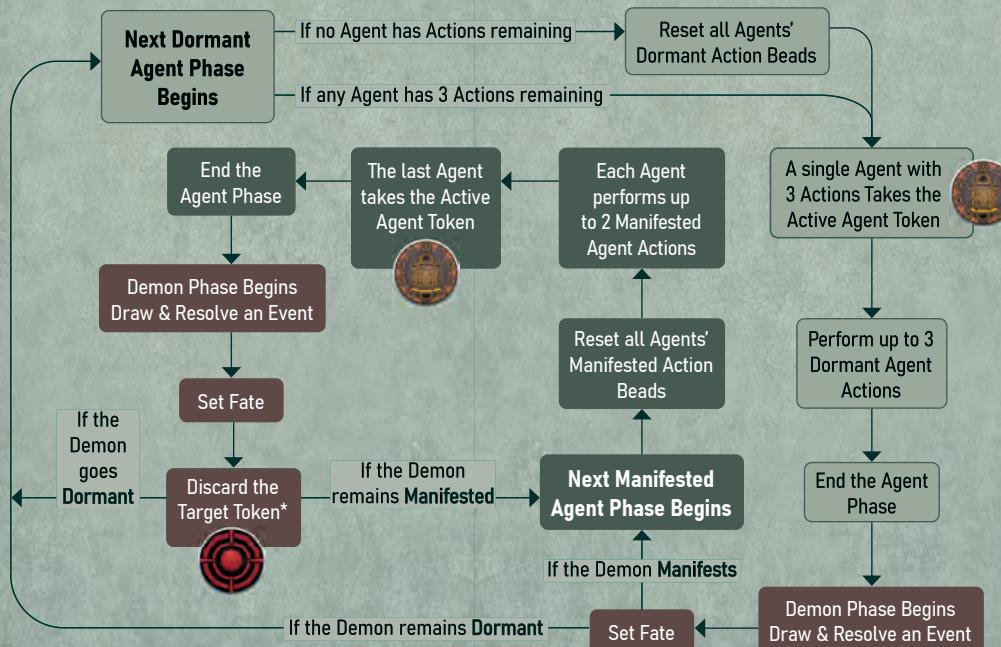 Next Dormant
Agent Phase
Begins
If no Agent has Actions remaining
Reset all Agents'
Dormant Action Beads
If any Agent has 3 Actions remaining
End the
Agent Phase
The last Agent
takes the Active
Agent Token
Each Agent
performs up
to 2 Manifested
Agent Actions
A single Agent with
3 Actions Takes the
Active Agent Token
Demon Phase Begins
Draw & Resolve an Event
Reset all Agents'
Manifested Action
Beads
Perform up to 3
Dormant Agent
Actions
Set Fate
If the
Demon
goes
Dormant
Discard the
Target Token*
If the Demon
remains Manifested
Next Manifested
Agent Phase Begins
End the Agent
Phase
If the Demon Manifests
Demon Phase Begins
Draw & Resolve an Event
Set Fate
If the Demon remains Dormant